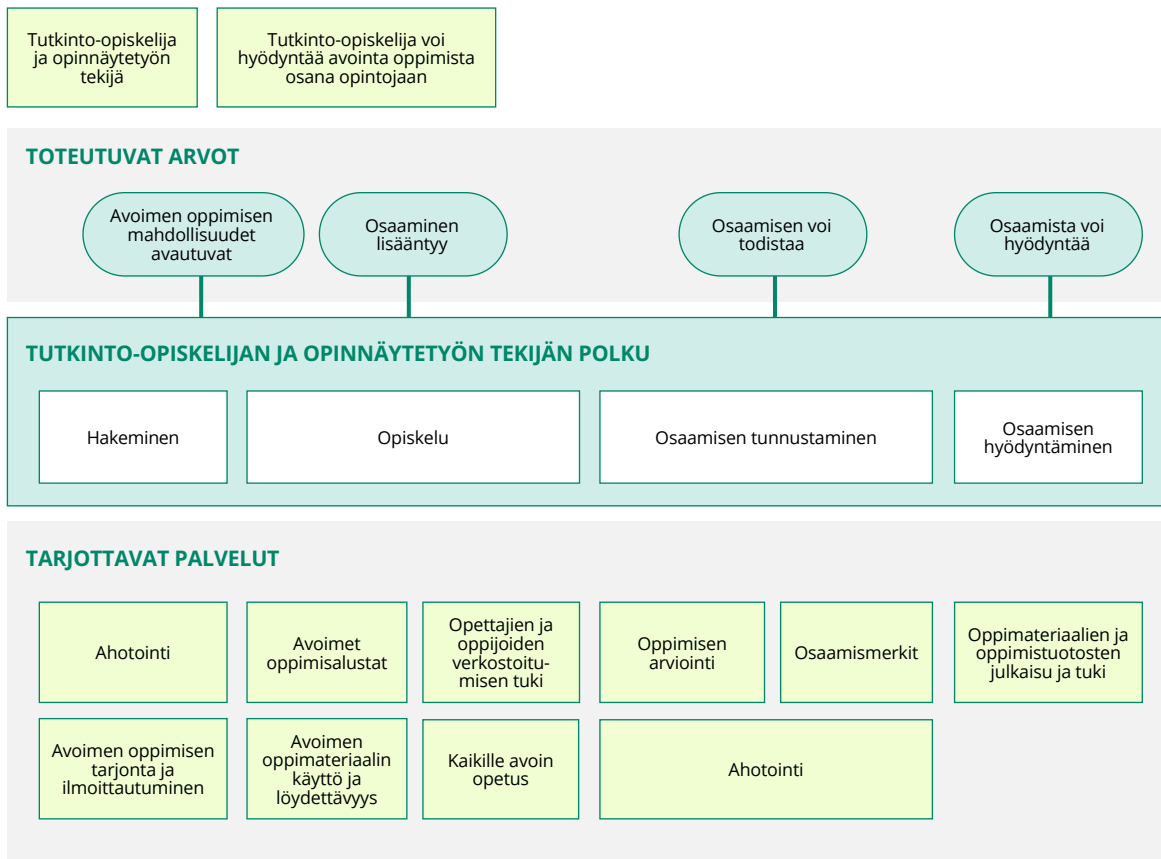 Tutkinto-opiskelija
ja opinnäytetyön
tekijä
Tutkinto-opiskelija voi
hyödyntää avointa oppimista
osana opintojaan
TOTEUTUVAT ARVOT
Avoimen oppimisen
mahdollisuudet
avautuvat
Osaaminen
lisääntyy
Osaamisen voi
todistaa
Osaamista voi
hyödyntää
TUTKINTO-OPISKELIJAN JA OPINNÄYTETYÖN TEKIJÄN POLKU
Hakeminen
Opiskelu
Osaamisen tunnustaminen
Osaamisen
hyödyntäminen
TARJOTTAVAT PALVELUT
Ahotointi
Avoimet
oppimisalustat
Opettajien ja
oppijoiden
verkostoitu-
misen tuki
Oppimisen
arviointi
Osaamismerkit
Oppimateriaalien ja
oppimistuotosten
julkaisu ja tuki
Avoimen oppimisen
tarjonta ja
ilmoittautuminen
Avoimen
oppimateriaalin
käyttö ja
löydettävyys
Kaikille avoin
opetus
Ahotointi